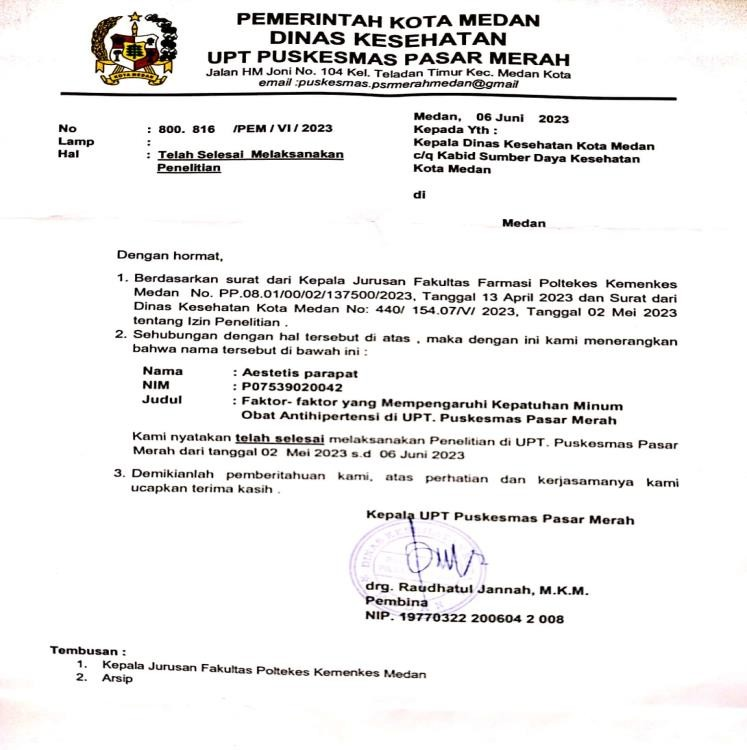 PEMERINTAH KOTA MEDAN
DINAS KESEHATAN
UPT PUSKESMAS PASAR MERAH
Jalan HM Joni No. 104 Kel. Teladan Timur Kec. Medan Kota
email :puskesmas.psrmerahmedan@gmail
KOTA MEDAN
Medan, 06 Juni 2023
No : 800. 816 /PEM / VI / 2023
Kepada Yth :
Lamp :
Kepala Dinas Kesehatan Kota Medan
Hal : Telah Selesai Melaksanakan
c/q Kabid Sumber Daya Kesehatan
Penelitian
Kota Medan
di
Medan
Dengan hormat,
1. Berdasarkan surat dari Kepala Jurusan Fakultas Farmasi Poltekes Kemenkes
Medan No. PP.08.01/00/02/137500/2023, Tanggal 13 April 2023 dan Surat dari
Dinas Kesehatan Kota Medan No: 440/ 154.07/V/ 2023, Tanggal 02 Mei 2023
tentang Izin Penelitian .
2. Sehubungan dengan hal tersebut di atas , maka dengan ini kami menerangkan
bahwa nama tersebut di bawah ini :
Nama : Aestetis parapat
NIM : P07539020042
Judul : Faktor- faktor yang Mempengaruhi Kepatuhan Minum
Obat Antihipertensi di UPT. Puskesmas Pasar Merah
Kami nyatakan telah selesai melaksanakan Penelitian di UPT. Puskesmas Pasar
Merah dari tanggal 02 Mei 2023 s.d 06 Juni 2023
3. Demikianlah pemberitahuan kami, atas perhatian dan kerjasamanya kami
ucapkan terima kasih .
Kepala UPT Puskesmas Pasar Merah
drg. Raudhatul Jannah, M.K.M.
Pembina
NIP. 19770322 200604 2 008
Tembusan :
1. Kepala Jurusan Fakultas Poltekes Kemenkes Medan
2. Arsip